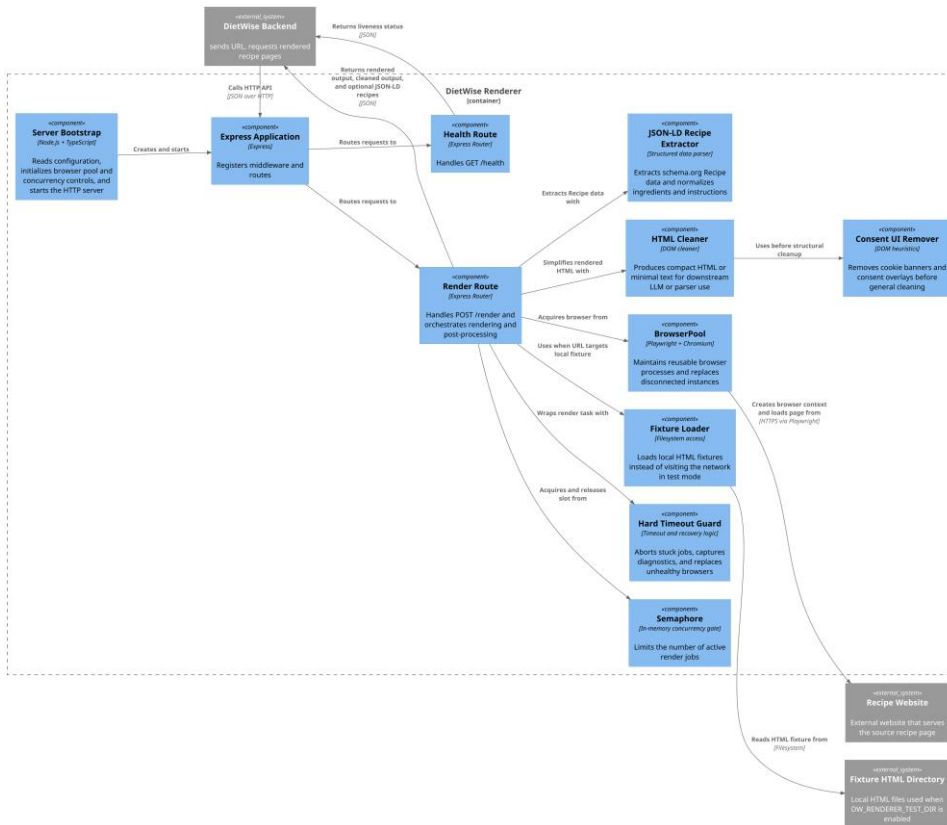 «external_system»
DietWise Backend
sends URL, requests rendered
recipe pages
Returns liveness status
[JSON]
Returns rendered
output, cleaned output,
and optional JSON-LD
recipes
[JSON]
Calls HTTP API
[JSON over HTTP]
DietWise Renderer
[container]
«component»
Server Bootstrap
[Node.js + TypeScript]
Reads configuration,
initializes browser pool and
concurrency controls, and
starts the HTTP server
Creates and starts
«component»
Express Application
[Express]
Registers middleware and
routes
Routes requests to
«component»
Health Route
[Express Router]
Handles GET /health
«component»
JSON-LD Recipe
Extractor
[Structured data parser]
Extracts schema.org Recipe
data and normalizes
ingredients and instructions
Routes requests to
Extracts Recipe data
with
«component»
HTML Cleaner
[DOM cleaner]
Produces compact HTML or
minimal text for downstream
LLM or parser use
Uses before structural
cleanup
«component»
Consent UI Remover
[DOM heuristics]
Removes cookie banners and
consent overlays before
general cleaning
«component»
Render Route
[Express Router]
Handles POST /render and
orchestrates rendering and
post-processing
Simplifies rendered
HTML with
Acquires browser from
«component»
BrowserPool
[Playwright + Chromium]
Maintains reusable browser
processes and replaces
disconnected instances
Uses when URL targets
local fixture
Creates browser context
and loads page from
[HTTPS via Playwright]
Wraps render task with
«component»
Fixture Loader
[Filesystem access]
Loads local HTML fixtures
instead of visiting the network
in test mode
Acquires and releases
slot from
«component»
Hard Timeout Guard
[Timeout and recovery logic]
Aborts stuck jobs, captures
diagnostics, and replaces
unhealthy browsers
«component»
Semaphore
[In-memory concurrency gate]
Limits the number of active
render jobs
«external_system»
Recipe Website
External website that serves
the source recipe page
Reads HTML fixture from
[Filesystem]
«external_system»
Fixture HTML Directory
Local HTML files used when
DW_RENDERER_TEST_DIR is
enabled